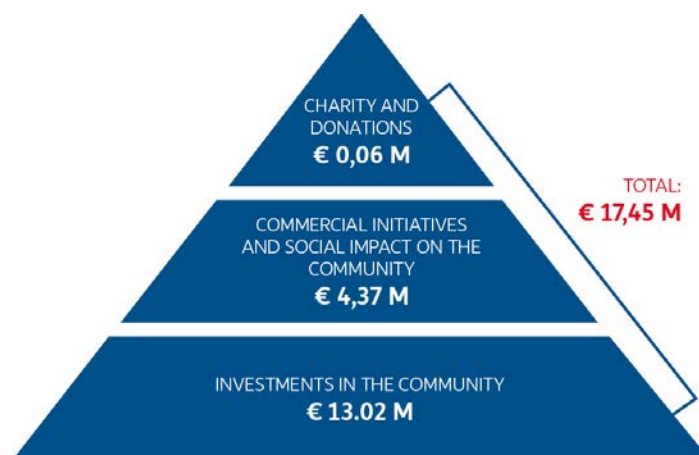 CHARITY AND
DONATIONS
€ 0,06 M
TOTAL:
€ 17,45 M
COMMERCIAL INITIATIVES
AND SOCIAL IMPACT ON THE
COMMUNITY
€ 4,37 M
INVESTMENTS IN THE COMMUNITY
€ 13.02 M